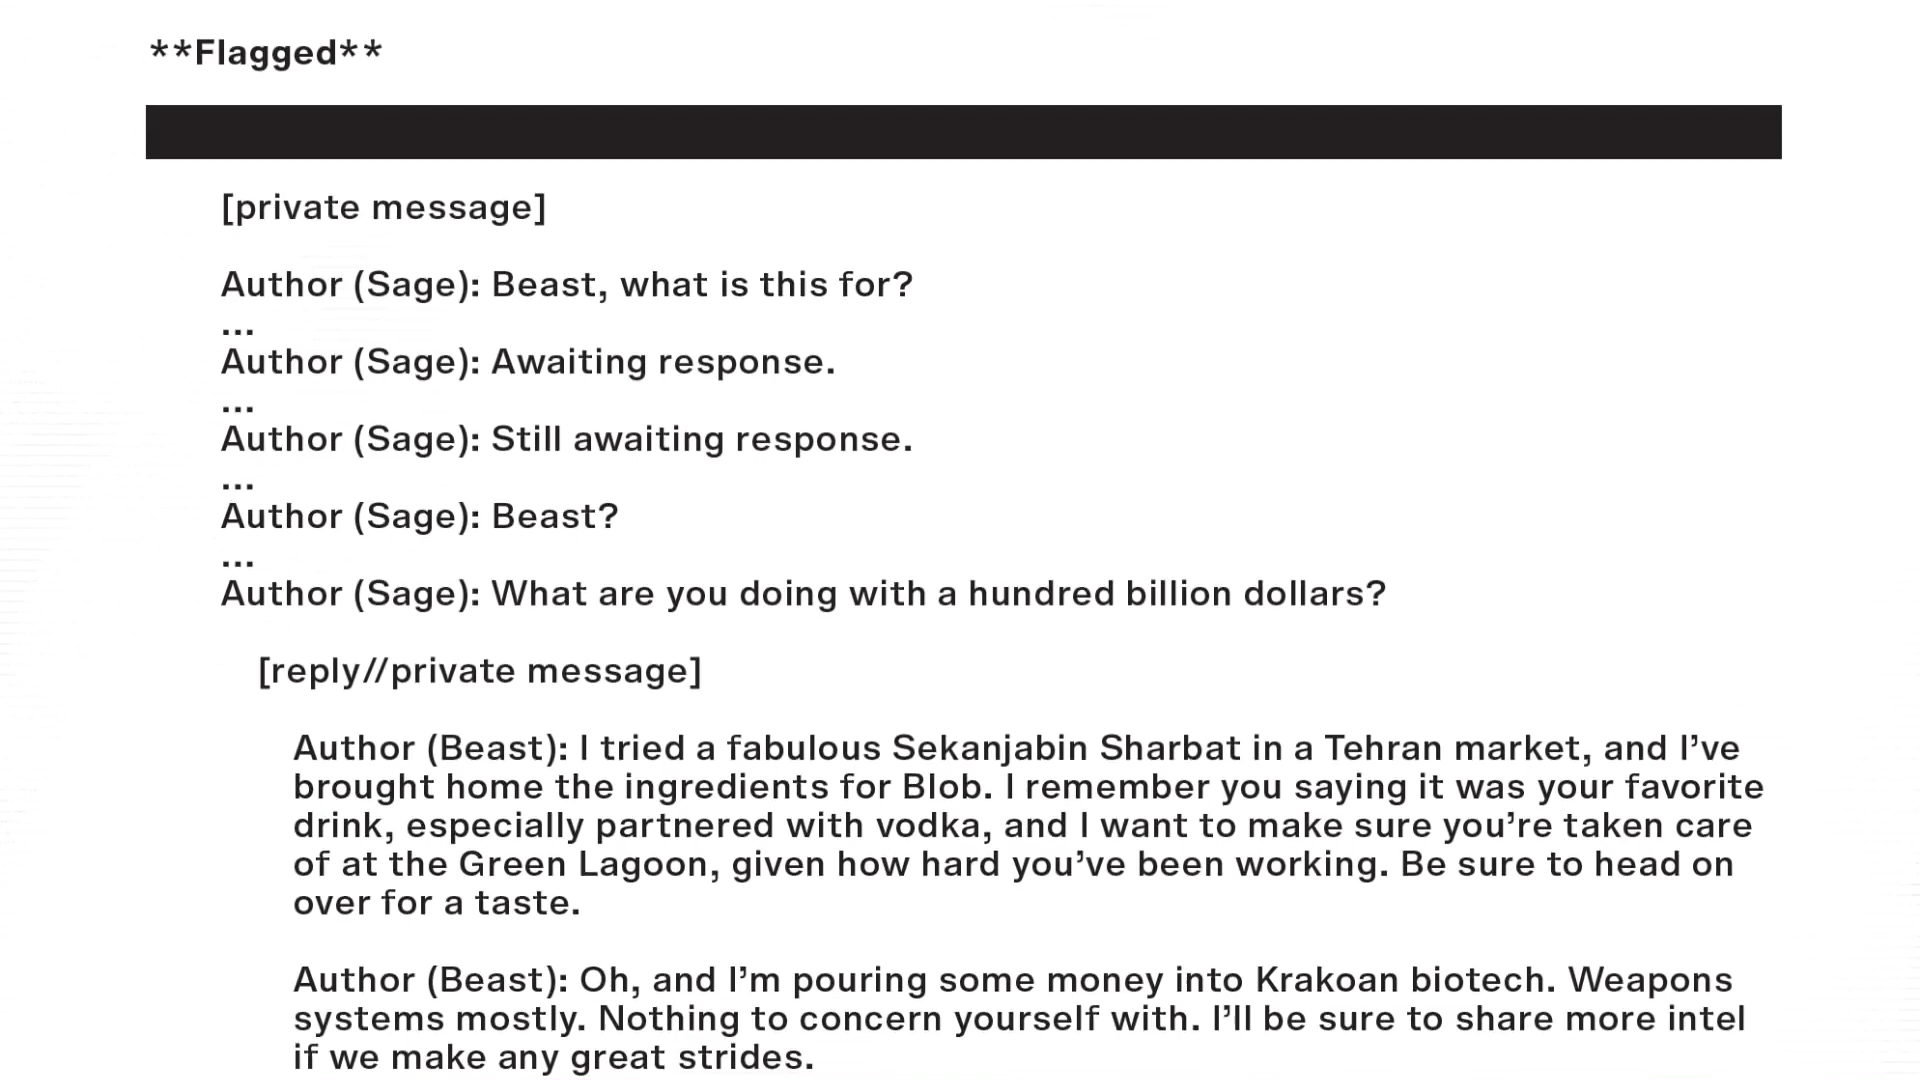 **Flagged**
[private message]
Author (Sage): Beast, what is this for?
...
Author (Sage): Awaiting response.
...
Author (Sage): Still awaiting response.
...
Author (Sage): Beast?
...
Author (Sage): What are you doing with a hundred billion dollars?
[reply//private message]
Author (Beast): I tried a fabulous Sekanjabin Sharbat in a Tehran market, and I’ve
brought home the ingredients for Blob. I remember you saying it was your favorite
drink, especially partnered with vodka, and I want to make sure you’re taken care
of at the Green Lagoon, given how hard you’ve been working. Be sure to head on
over for a taste.
Author (Beast): Oh, and I’m pouring some money into Krakoan biotech. Weapons
systems mostly. Nothing to concern yourself with. I’ll be sure to share more intel
if we make any great strides.